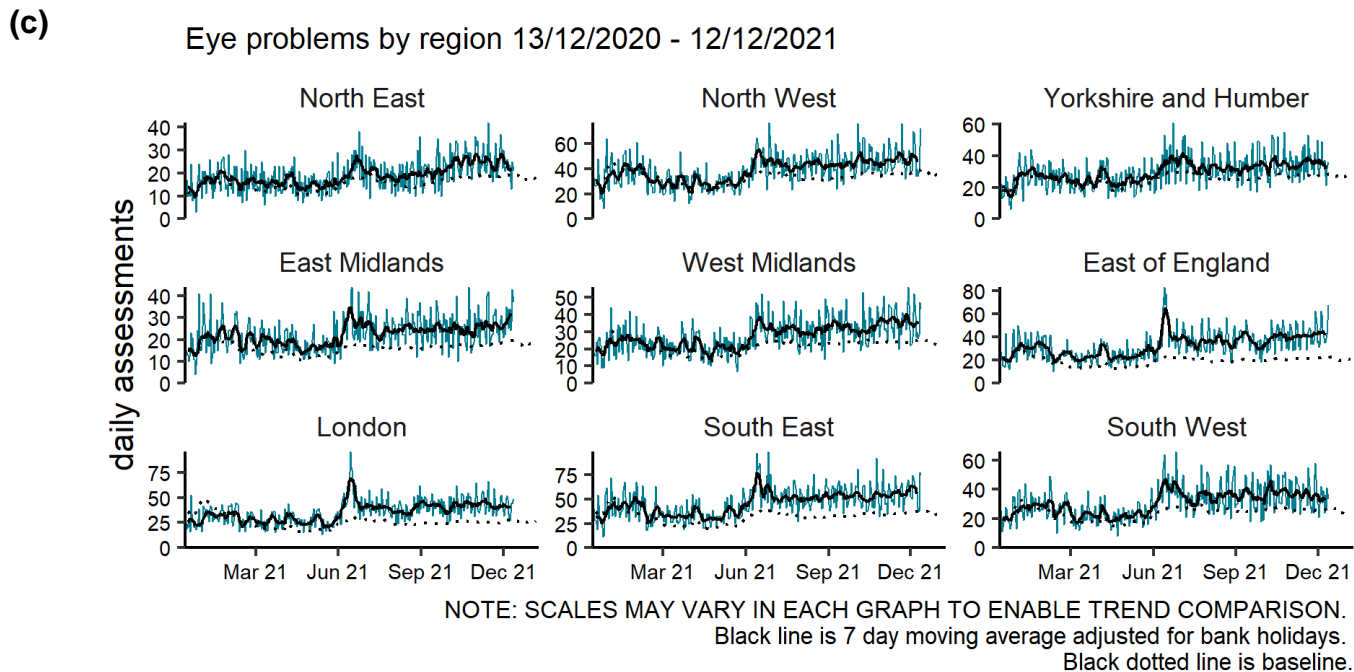 (c)
Eye problems by region 13/12/2020 - 12/12/2021
daily assessments
North East
40
30
20
10
0
North West
60
40
20
0
Yorkshire and Humber
60
40
20
0
East Midlands
40
30
20
10
0
West Midlands
50
40
30
20
10
0
East of England
80
60
40
20
0
London
75
50
25
0
Mar 21 Jun 21 Sep 21 Dec 21
South East
75
50
25
0
Mar 21 Jun 21 Sep 21 Dec 21
South West
60
40
20
0
Mar 21 Jun 21 Sep 21 Dec 21
NOTE: SCALES MAY VARY IN EACH GRAPH TO ENABLE TREND COMPARISON.
Black line is 7 day moving average adjusted for bank holidays.
Black dotted line is baseline.